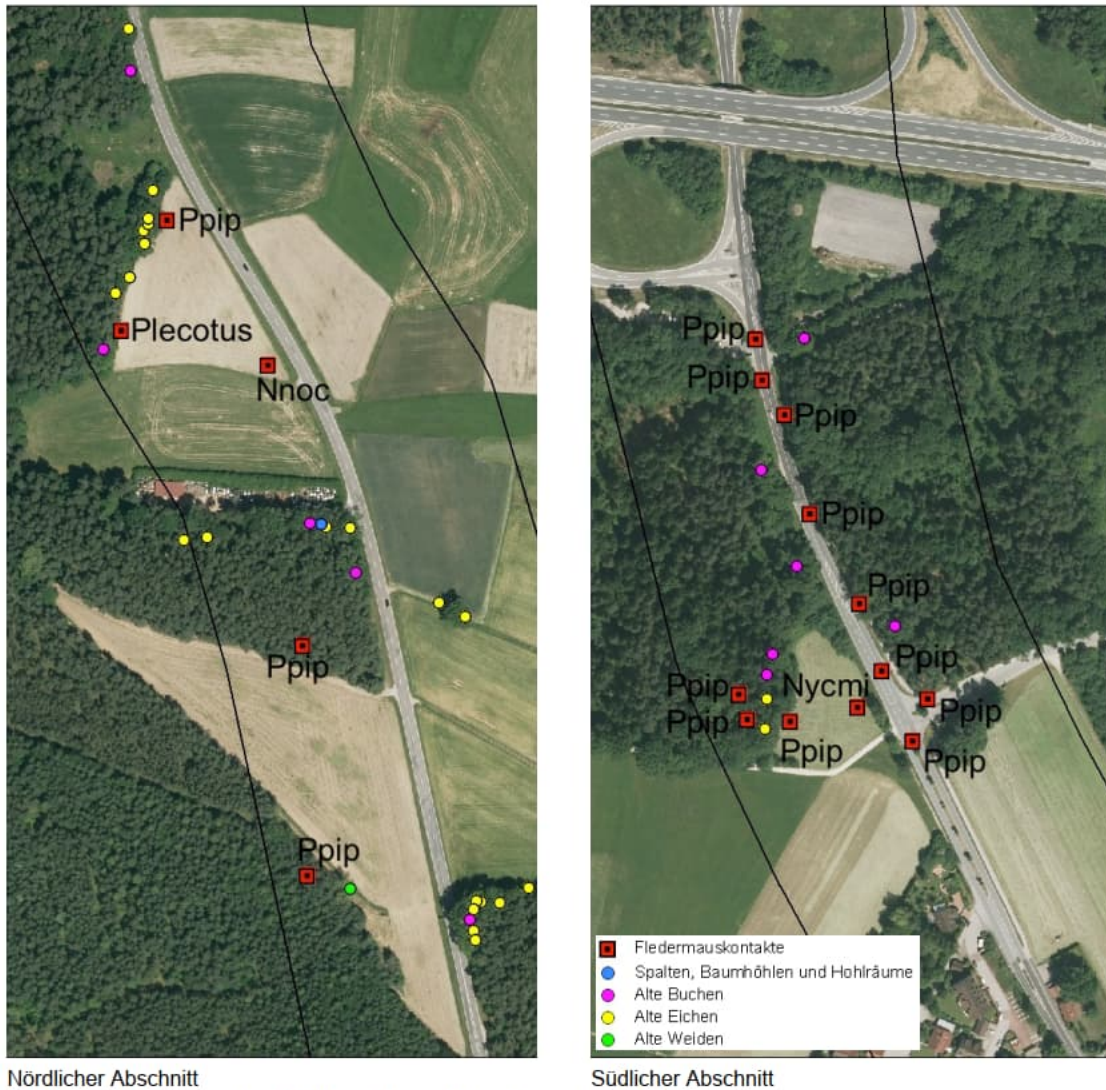 Ppip
Plecotus
Nnoc
Ppip
Ppip
Nördlicher Abschnitt
Ppip
Ppip
Ppip
Ppip
Ppip
Ppip
Ppip
Nycmi
Ppip
Ppip
Ppip
Ppip
Fledermauskontakte
Spalten, Baumhöhlen und Hohlräume
Alte Buchen
Alte Eichen
Alte Weiden
Südlicher Abschnitt